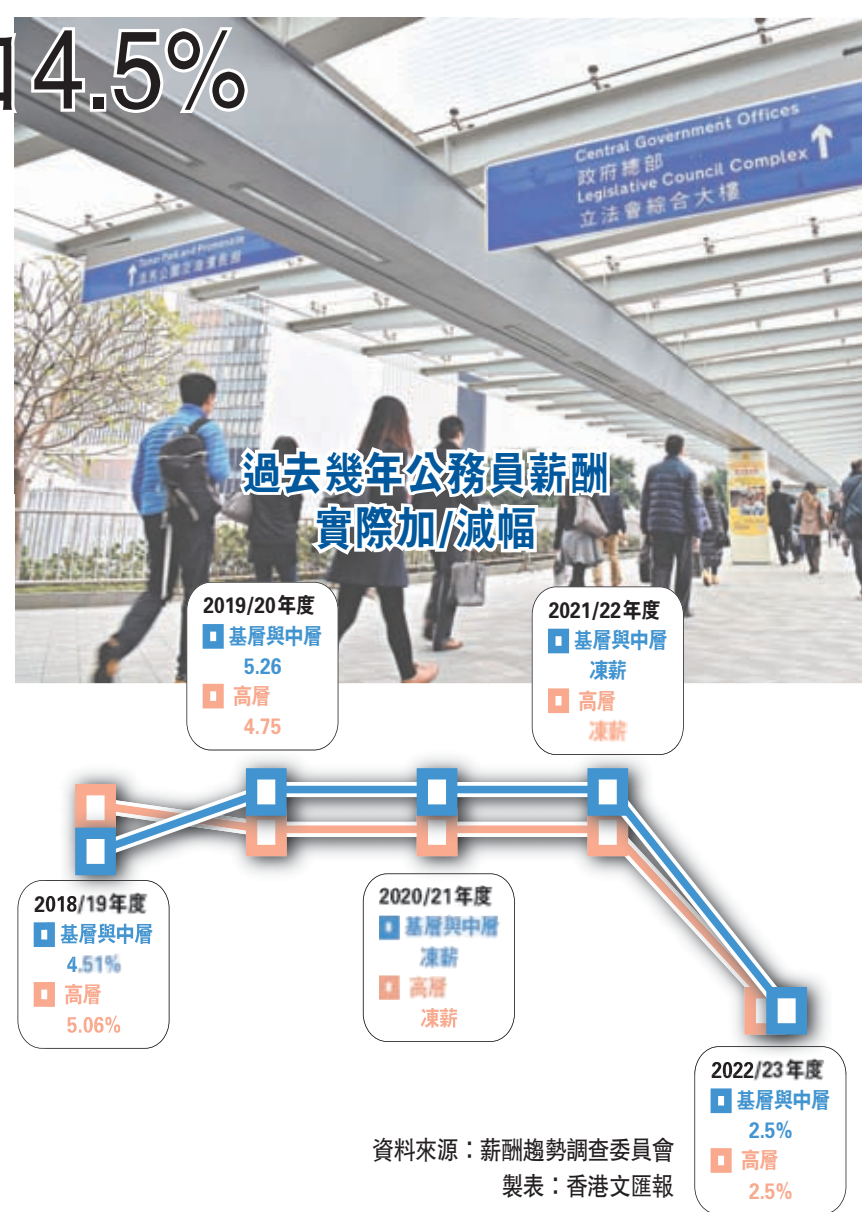 4.5%
Central Government Offices
政府總部
Legislative Council Complex
立法會綜合大樓
Tamar Park and Promenade
過去幾年公務員薪酬
實際加/減幅
2019/20年度
基層與中層
5.26
高層
4.75
2021/22年度
基層與中層
凍薪
高層
凍薪
2018/19年度
基層與中層
4.51%
高層
5.06%
2020/21年度
基層與中層
凍薪
高層
凍薪
2022/23年度
基層與中層
2.5%
高層
2.5%
資料來源：薪酬趨勢調查委員會
製表：香港文匯報